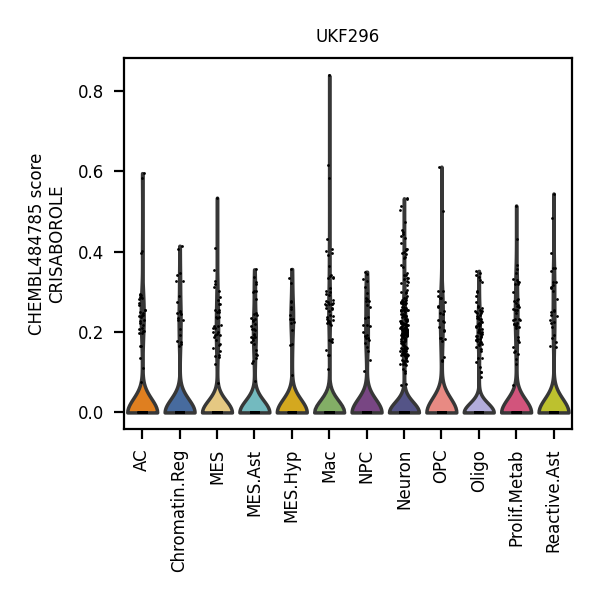 UKF296
CHEMBL484785 score
CRISABOROLE
0.8
0.6
0.4
0.2
0.0
AC
Chromatin.Reg
MES
MES.Ast
MES.Hyp
Mac
NPC
Neuron
OPC
Oligo
Prolif.Metab
Reactive.Ast